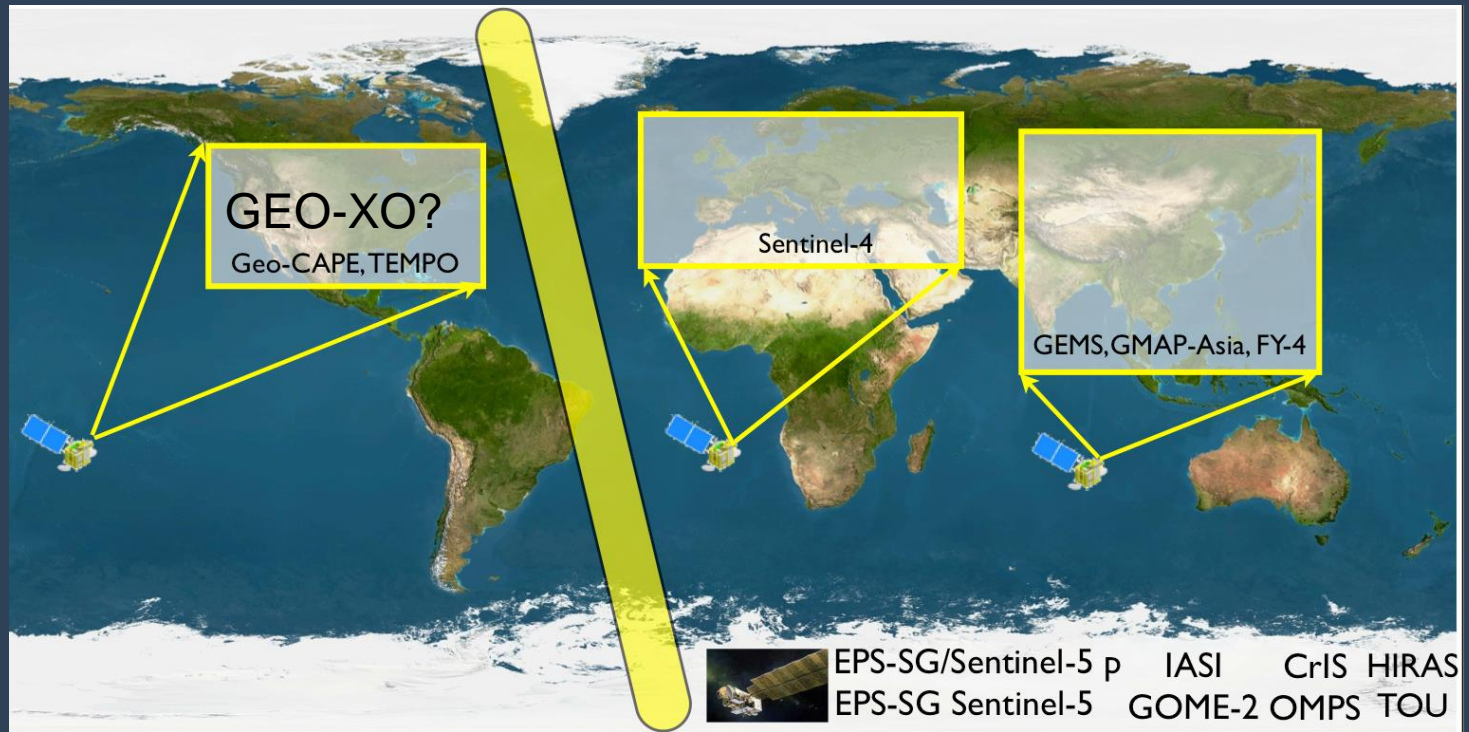 GEO-XO?
Geo-CAPE, TEMPO
Sentinel-4
GEMS, GMAP-Asia, FY-4
EPS-SG/Sentinel-5 p IASI CrIS HIRAS
EPS-SG Sentinel-5 GOME-2 OMPS TOU